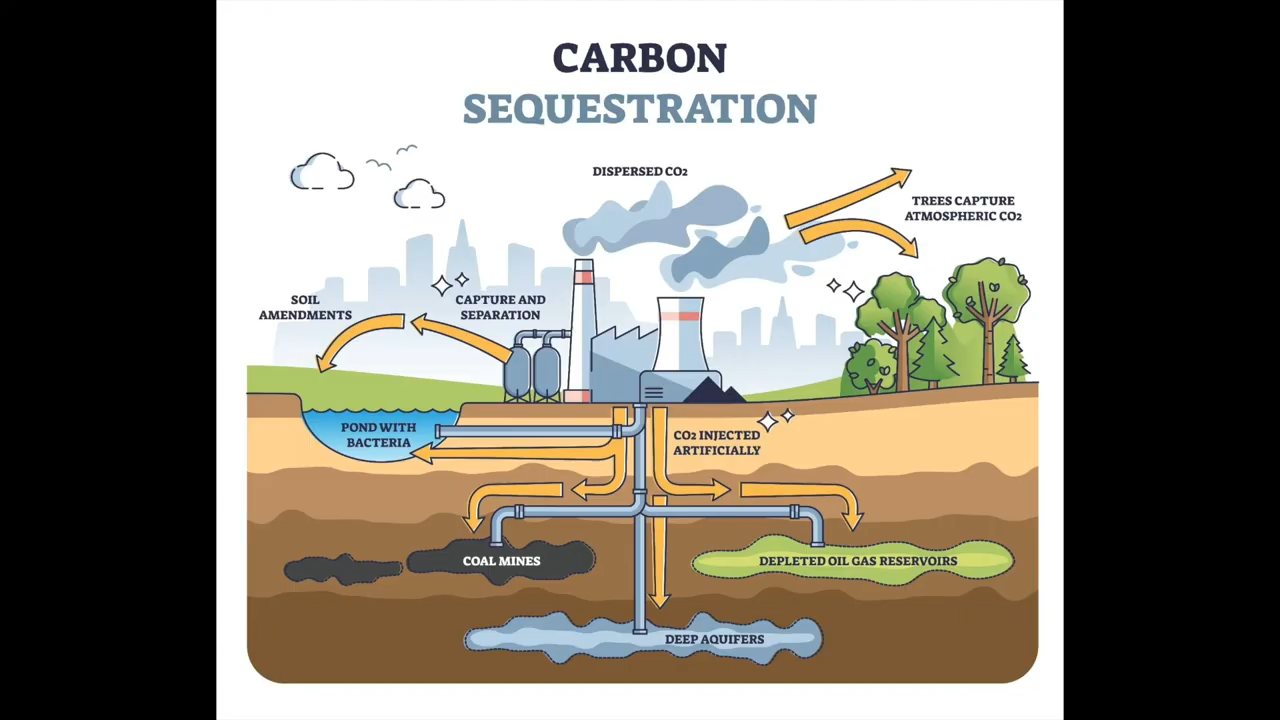 CARBON
SEQUESTRATION
DISPERSED CO2
TREES CAPTURE
ATMOSPHERIC CO2
SOIL
AMENDMENTS
CAPTURE AND
SEPARATION
POND WITH
BACTERIA
CO2 INJECTED
ARTIFICIALLY
COAL MINES
DEPLETED OIL GAS RESERVOIRS
DEEP AQUIFERS